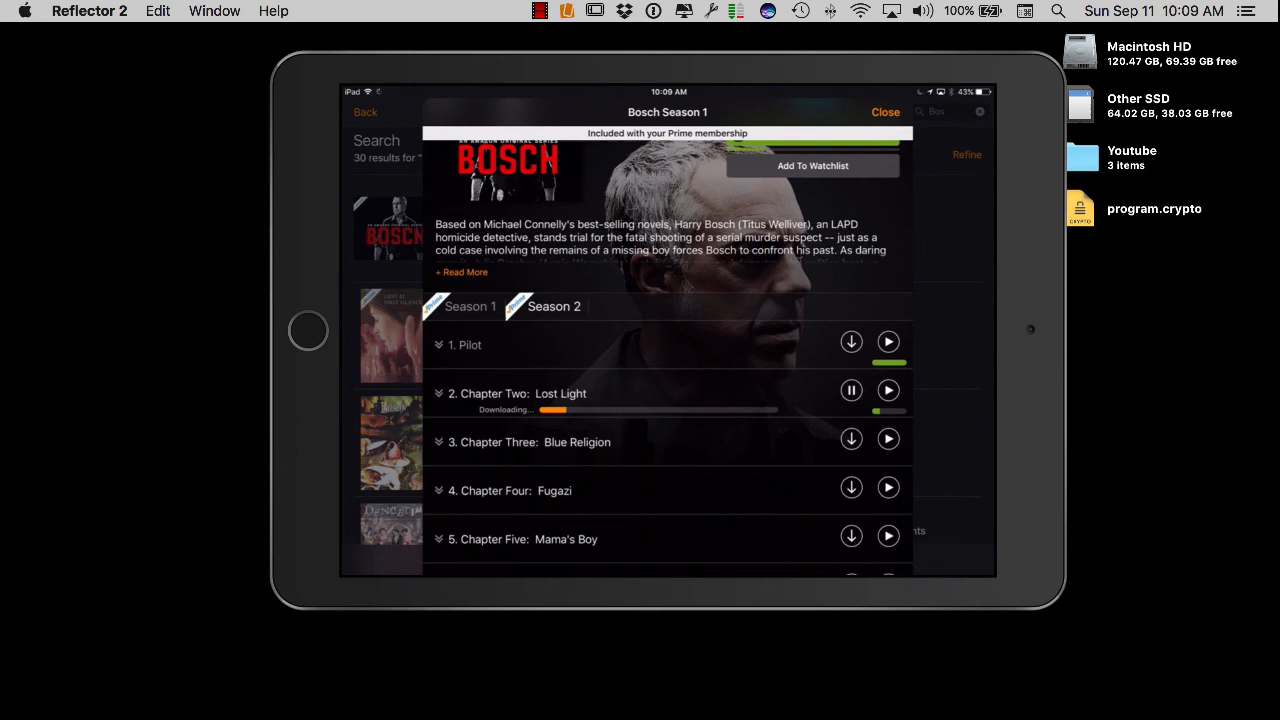 Reflector 2 Edit Window Help 100% Sun Sep 11 10:09 AM
Macintosh HD
120.47 GB, 69.39 GB free
Other SSD
64.02 GB, 38.03 GB free
Youtube
3 items
CRYPTO
program.crypto
iPad 10:09 AM 43%
Back Bosch Season 1 Close Bos
Included with your Prime membership
Search
30 results for "
Refine
AN AMAZON ORIGINAL SERIES
BOSCH
Add To Watchlist
BOSCH
Based on Michael Connelly's best-selling novels, Harry Bosch (Titus Welliver), an LAPD
homicide detective, stands trial for the fatal shooting of a serial murder suspect -- just as a
cold case involving the remains of a missing boy forces Bosch to confront his past. As daring
+ Read More
Prime Season 1 Prime Season 2
1. Pilot
2. Chapter Two: Lost Light
Downloading...
3. Chapter Three: Blue Religion
4. Chapter Four: Fugazi
5. Chapter Five: Mama's Boy
nts